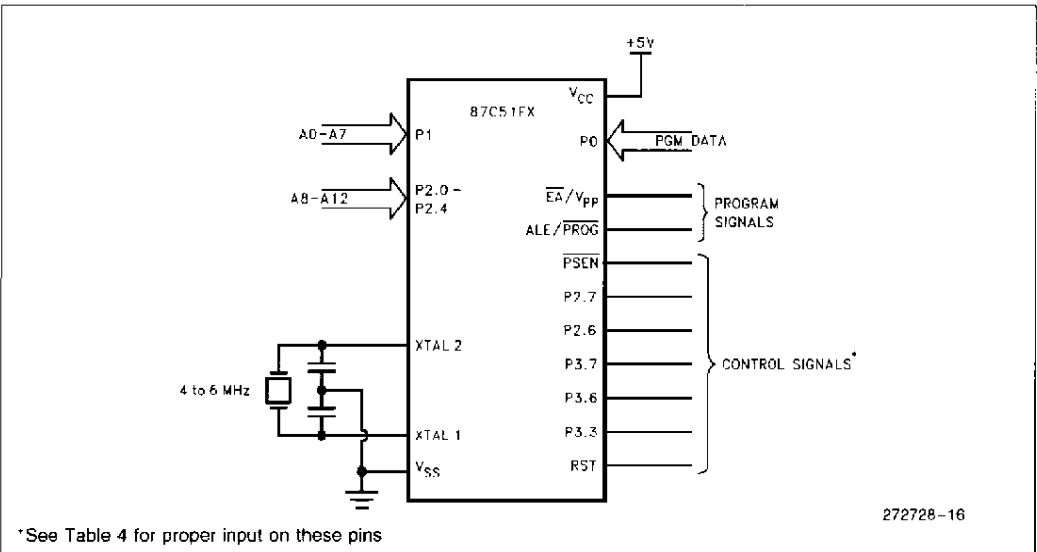 +5V
87C51FX
VCC
A0-A7
P1
P0
PGM DATA
A8-A12
P2.0 -
P2.4
EA/VPP
ALE/PROG
PROGRAM
SIGNALS
PSEN
P2.7
P2.6
XTAL 2
P3.7
CONTROL SIGNALS*
4 to 6 MHz
P3.6
XTAL 1
P3.3
VSS
RST
272728-16
*See Table 4 for proper input on these pins